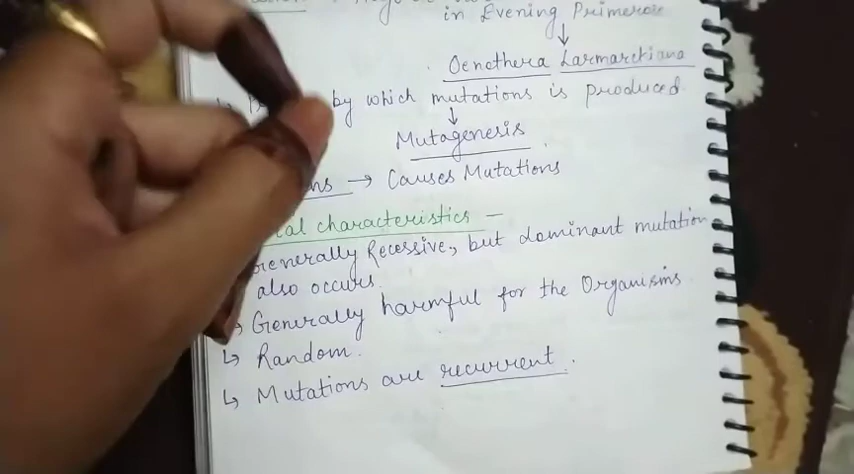 in Evening Primerose
Oenothera Larmarckiana
by which mutations is produced
Mutagenesis
→ Causes Mutations
characteristics –
Generally Recessive, but dominant mutation
also occurs.
↳ Generally harmful for the Organisms
↳ Random.
↳ Mutations are recurrent.